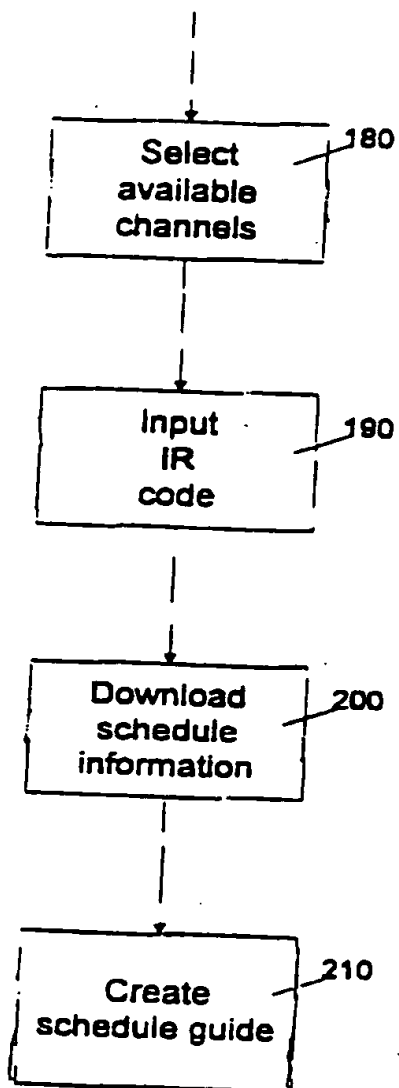 180
Select
available
channels
190
Input
IR
code
200
Download
schedule
information
210
Create
schedule guide